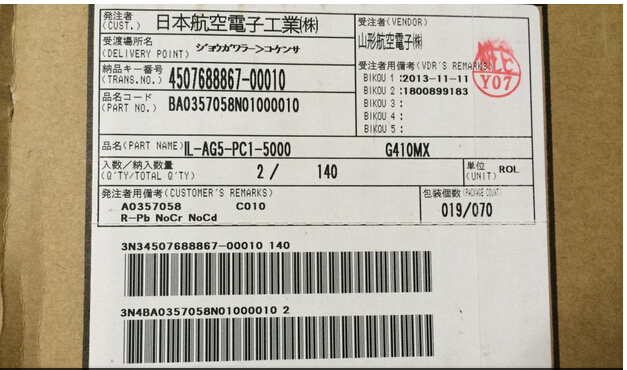 発注者 (CUST.) 日本航空電子工業㈱
受注者(VENDOR)
山形航空電子㈱
受渡場所名 (DELIVERY POINT) ジョウガワラ->コケンサ
納品キー番号 (TRANS.NO.) 4507688867-00010
受注者用備考(VDR'S REMARKS)
BIKOU 1 :2013-11-11
BIKOU 2 :1800899183
BIKOU 3 :
BIKOU 4 :
BIKOU 5 :
Y07
品名コード (PART NO.) BA0357058N01000010
品名(PART NAME) IL-AG5-PC1-5000 G410MX
入数/納入数量 (Q'TY/TOTAL Q'TY) 2 / 140
単位 (UNIT) ROL
発注者用備考(CUSTOMER'S REMARKS)
A0357058 C010
R-Pb NoCr NoCd
包装個数(PACKAGE COUNT)
019/070
3N34507688867-00010 140
3N4BA0357058N01000010 2